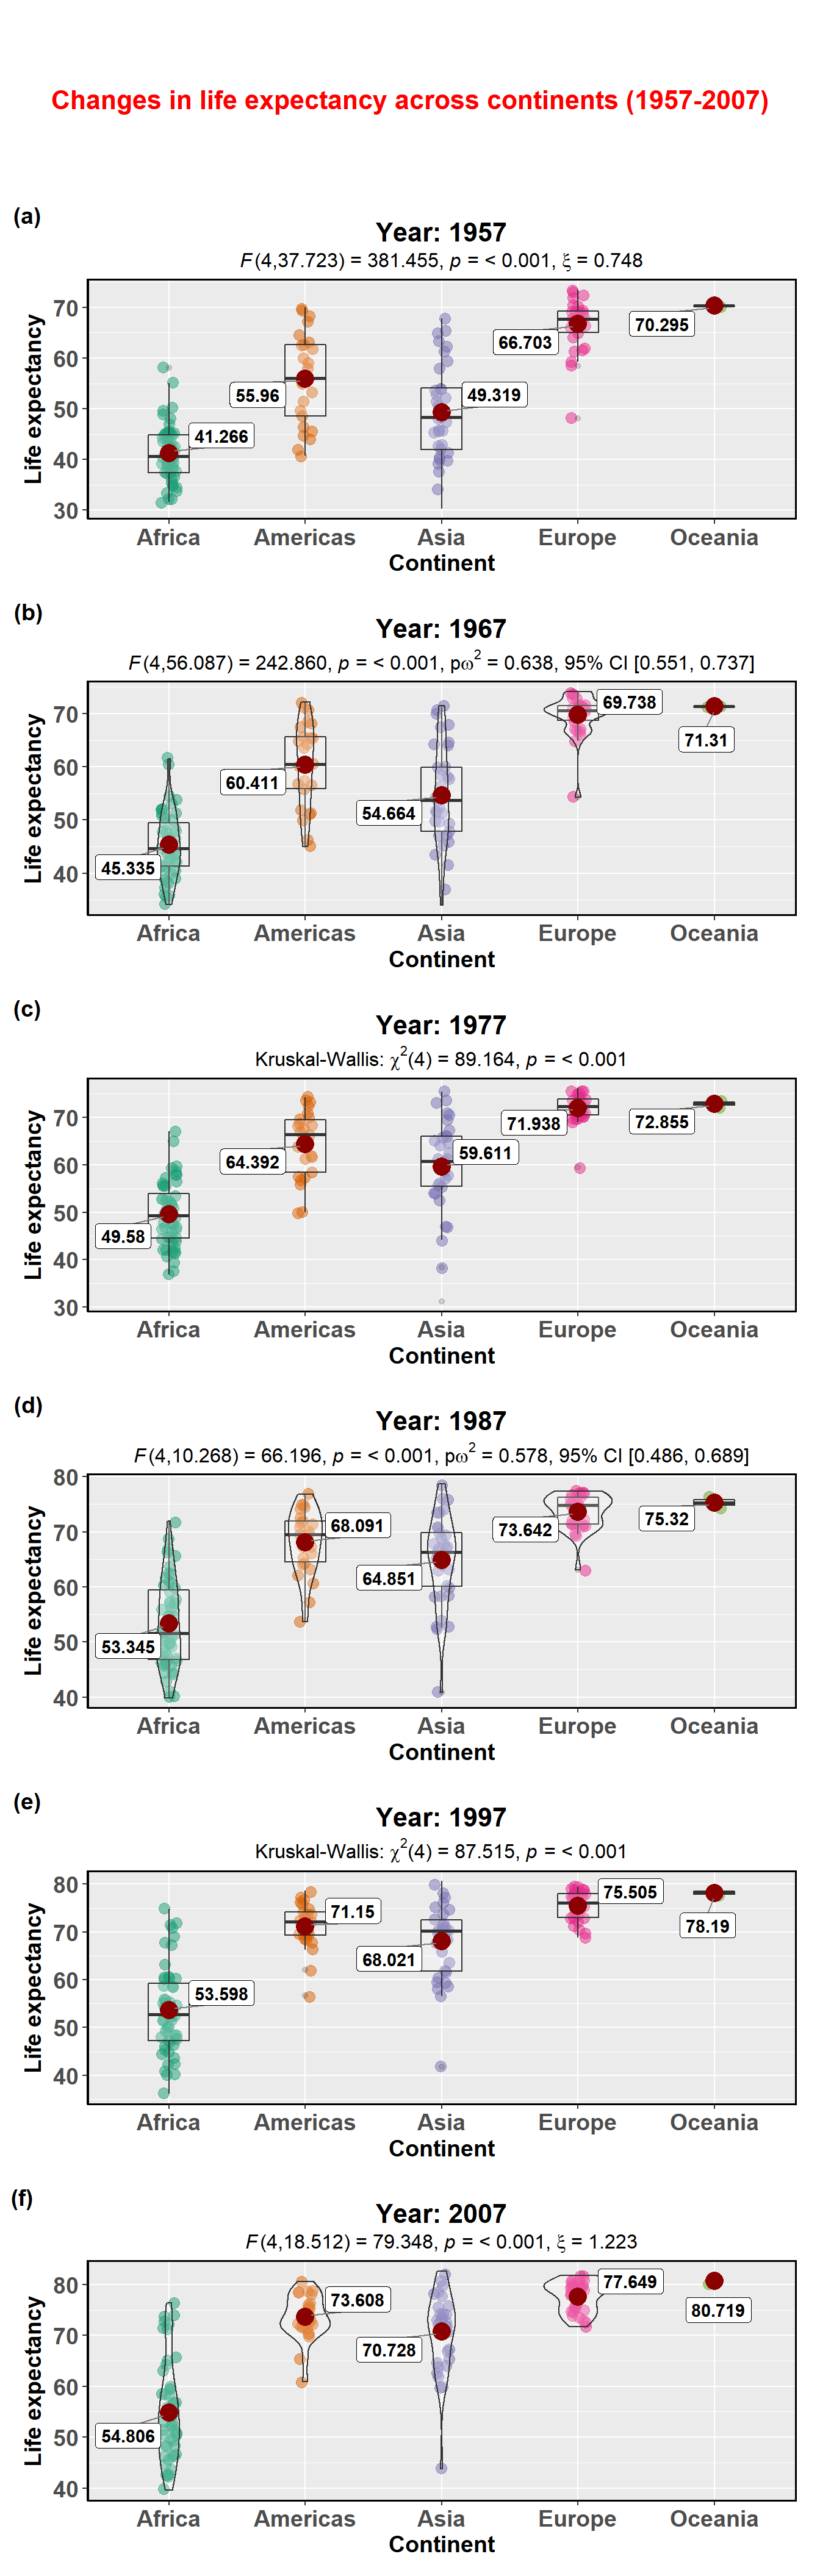 Changes in life expectancy across continents (1957-2007)
(a)
Year: 1957
F(4,37.723) = 381.455, p = < 0.001, ξ = 0.748
Life expectancy
70
60
50
40
30
41.266
55.96
49.319
66.703
70.295
Africa Americas Asia Europe Oceania
Continent
(b)
Year: 1967
F(4,56.087) = 242.860, p = < 0.001, pω² = 0.638, 95% CI [0.551, 0.737]
Life expectancy
70
60
50
40
45.335
60.411
54.664
69.738
71.31
Africa Americas Asia Europe Oceania
Continent
(c)
Year: 1977
Kruskal-Wallis: χ²(4) = 89.164, p = < 0.001
Life expectancy
70
60
50
40
30
49.58
64.392
59.611
71.938
72.855
Africa Americas Asia Europe Oceania
Continent
(d)
Year: 1987
F(4,10.268) = 66.196, p = < 0.001, pω² = 0.578, 95% CI [0.486, 0.689]
Life expectancy
80
70
60
50
40
53.345
68.091
64.851
73.642
75.32
Africa Americas Asia Europe Oceania
Continent
(e)
Year: 1997
Kruskal-Wallis: χ²(4) = 87.515, p = < 0.001
Life expectancy
80
70
60
50
40
53.598
71.15
68.021
75.505
78.19
Africa Americas Asia Europe Oceania
Continent
(f)
Year: 2007
F(4,18.512) = 79.348, p = < 0.001, ξ = 1.223
Life expectancy
80
70
60
50
40
54.806
73.608
70.728
77.649
80.719
Africa Americas Asia Europe Oceania
Continent